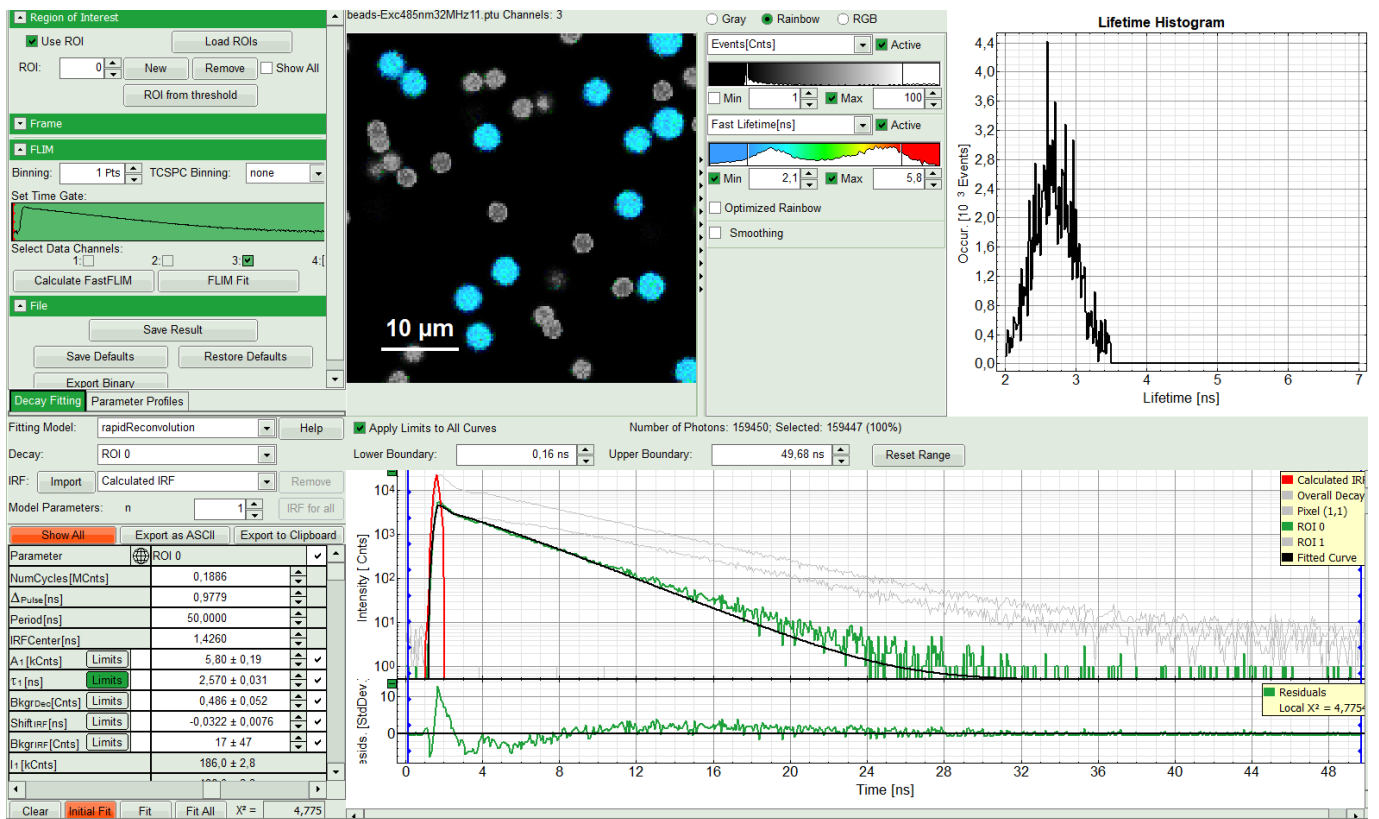 Region of Interest
Use ROI
Load ROIs
ROI: 0 New Remove Show All
ROI from threshold
Frame
FLIM
Binning: 1 Pts TCSPC Binning: none
Set Time Gate:
Select Data Channels:
1: 2: 3: 4:
Calculate FastFLIM FLIM Fit
File
Save Result
Save Defaults Restore Defaults
Export Binary
beads-Exc485nm32MHz11.ptu Channels: 3
10 µm
Gray Rainbow RGB
Events[Cnts] Active
Min 1 Max 100
Fast Lifetime[ns] Active
Min 2,1 Max 5,8
Optimized Rainbow
Smoothing
Lifetime Histogram
Occur. [10 3 Events]
4,4
4,0
3,6
3,2
2,8
2,4
2,0
1,6
1,2
0,8
0,4
0,0
2 3 4 5 6 7
Lifetime [ns]
Decay Fitting Parameter Profiles
Fitting Model: rapidReconvolution Help
Decay: ROI 0
IRF: Import Calculated IRF Remove
Model Parameters: n 1 IRF for all
Show All Export as ASCII Export to Clipboard
Parameter ROI 0
NumCycles[MCnts] 0,1886
ΔPulse[ns] 0,9779
Period[ns] 50,0000
IRFCenter[ns] 1,4260
A1[kCnts] Limits 5,80 ± 0,19
τ1[ns] Limits 2,570 ± 0,031
BkgrDec[Cnts] Limits 0,486 ± 0,052
ShiftIRF[ns] Limits -0,0322 ± 0,0076
BkgrIRF[Cnts] Limits 17 ± 47
I1[kCnts] 186,0 ± 2,8
Clear Initial Fit Fit Fit All X² = 4,775
Apply Limits to All Curves Number of Photons: 159450; Selected: 159447 (100%)
Lower Boundary: 0,16 ns Upper Boundary: 49,68 ns Reset Range
Intensity [Cnts]
10⁴
10³
10²
10¹
10⁰
Calculated IRF
Overall Decay
Pixel (1,1)
ROI 0
ROI 1
Fitted Curve
esids. [StdDev.
10
0
Residuals
Local X² = 4,7754
0 4 8 12 16 20 24 28 32 36 40 44 48
Time [ns]